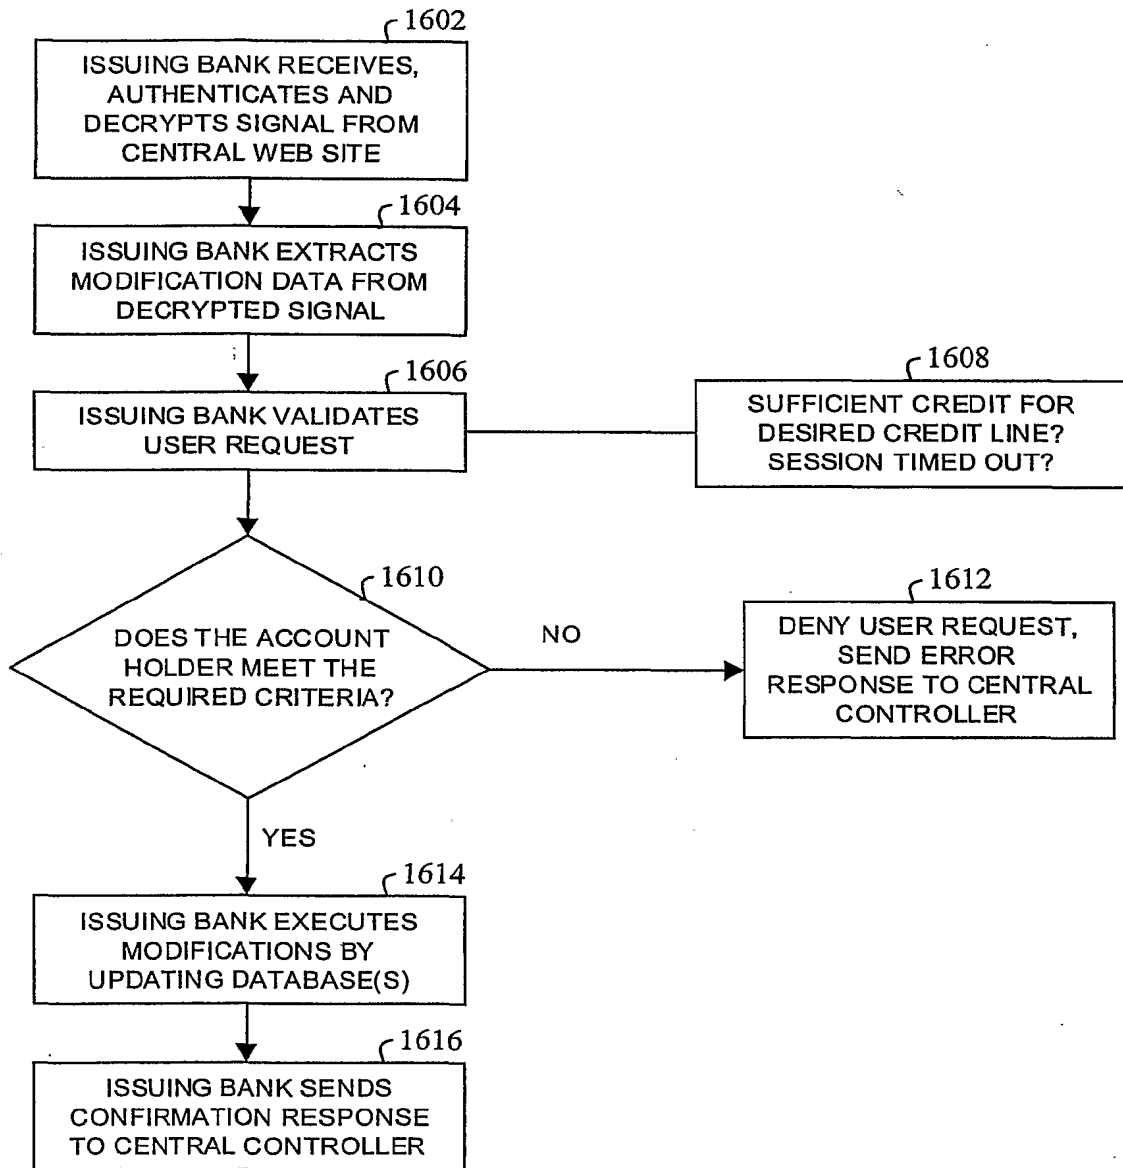 1602
ISSUING BANK RECEIVES,
AUTHENTICATES AND
DECRYPTS SIGNAL FROM
CENTRAL WEB SITE
1604
ISSUING BANK EXTRACTS
MODIFICATION DATA FROM
DECRYPTED SIGNAL
1606
ISSUING BANK VALIDATES
USER REQUEST
1608
SUFFICIENT CREDIT FOR
DESIRED CREDIT LINE?
SESSION TIMED OUT?
1610
DOES THE ACCOUNT
HOLDER MEET THE
REQUIRED CRITERIA?
NO
1612
DENY USER REQUEST,
SEND ERROR
RESPONSE TO CENTRAL
CONTROLLER
YES
1614
ISSUING BANK EXECUTES
MODIFICATIONS BY
UPDATING DATABASE(S)
1616
ISSUING BANK SENDS
CONFIRMATION RESPONSE
TO CENTRAL CONTROLLER